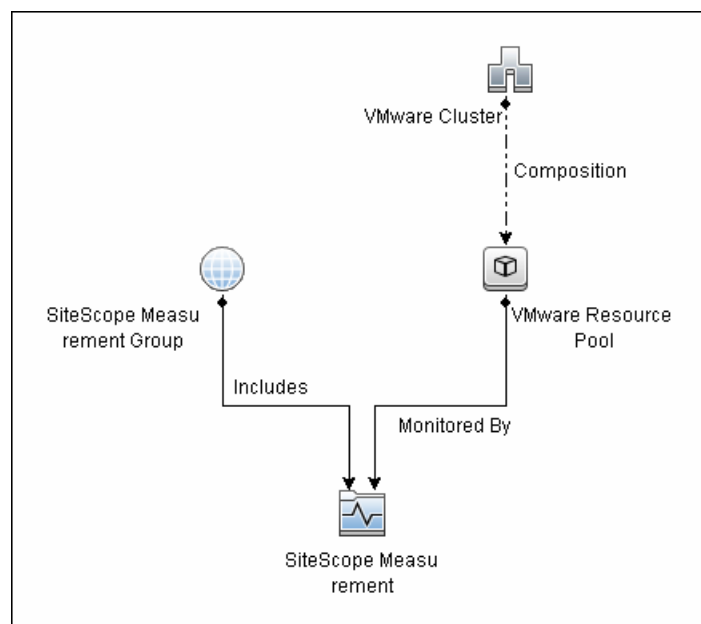 VMware Cluster
Composition
SiteScope Measu
rement Group
VMware Resource
Pool
Includes
Monitored By
SiteScope Measu
rement